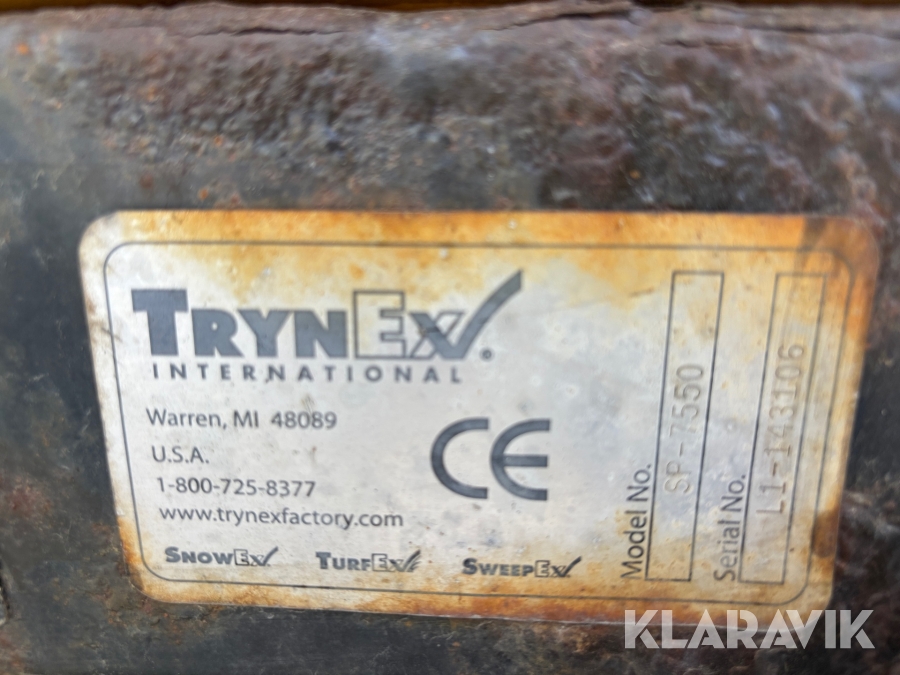 TRYNEX®
INTERNATIONAL
Warren, MI 48089
U.S.A.
1-800-725-8377
www.trynexfactory.com
SNOWEX
TURFEX
SWEEPEX
CE
Model No. SP-7550
Serial No. L1-143106
KLARAVIK